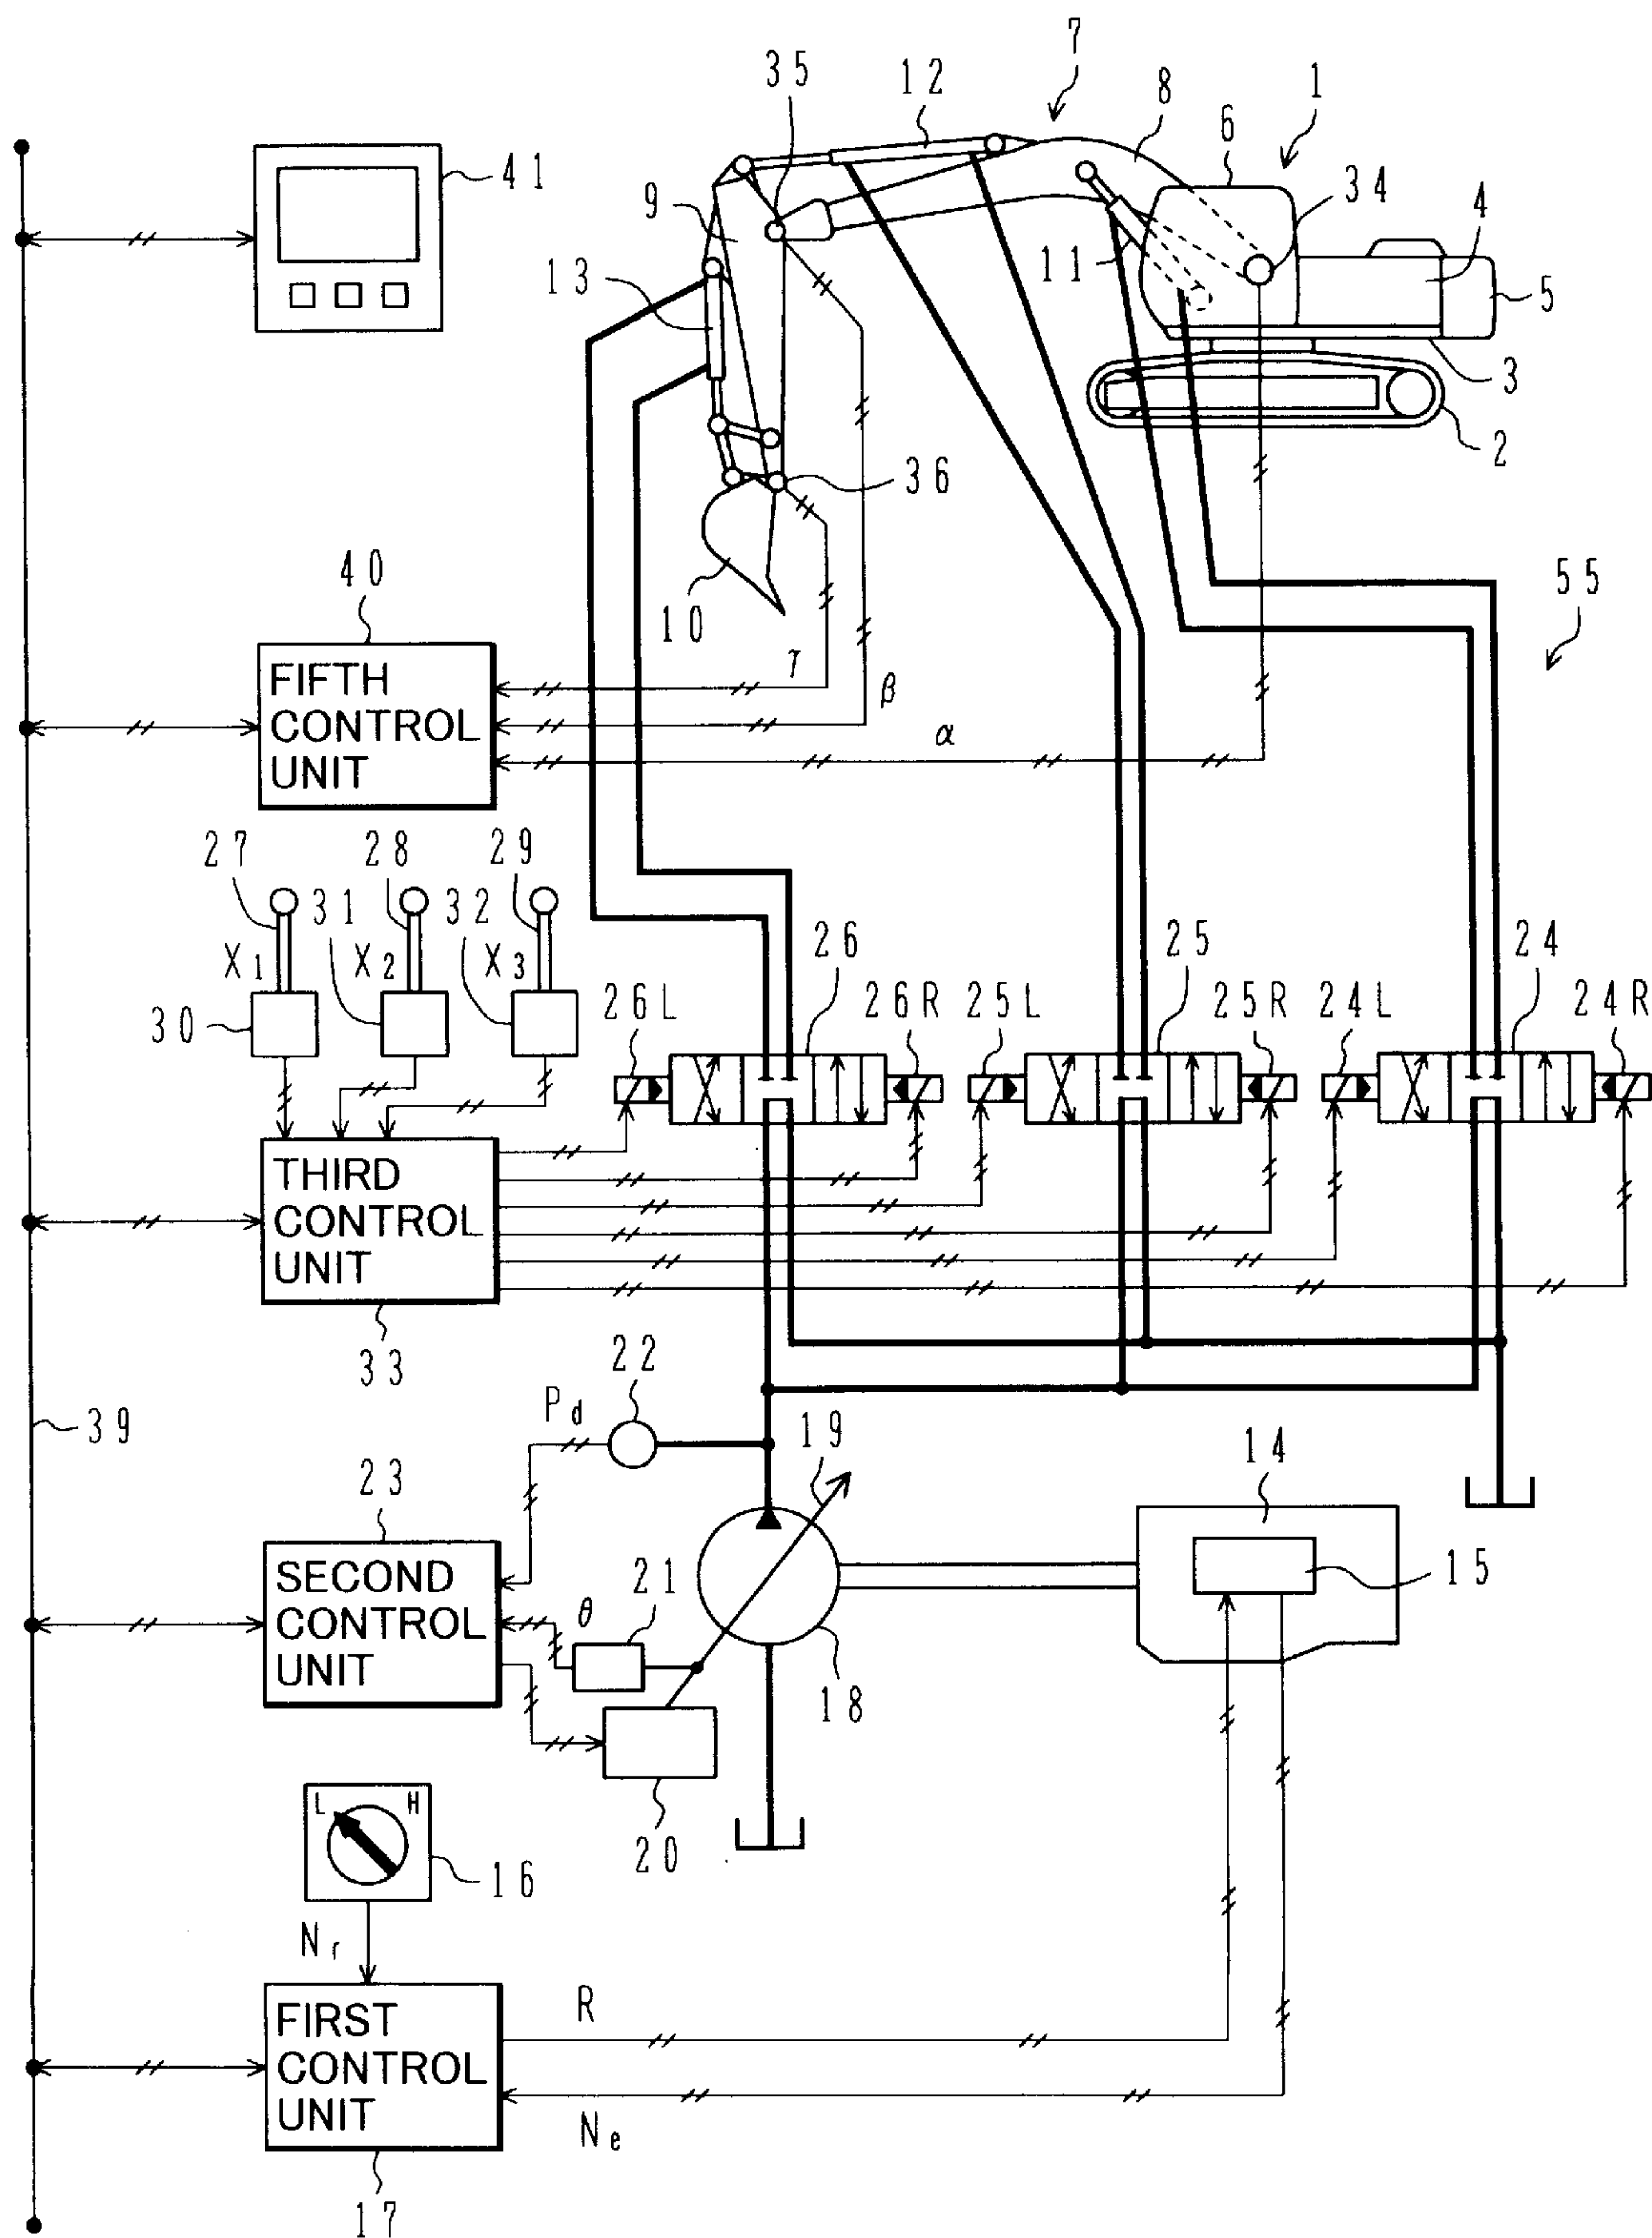 7
35
12
8
1
6
41
34
4
9
11
13
5
3
2
36
40
10
55
γ
FIFTH
CONTROL
UNIT
β
α
27
28
29
31
32
26
25
24
X1
X2
X3
30
26L
26R
25L
25R
24L
24R
THIRD
CONTROL
UNIT
33
22
Pd
19
39
14
23
SECOND
CONTROL
UNIT
21
15
θ
18
20
L
H
16
Nr
R
FIRST
CONTROL
UNIT
Ne
17